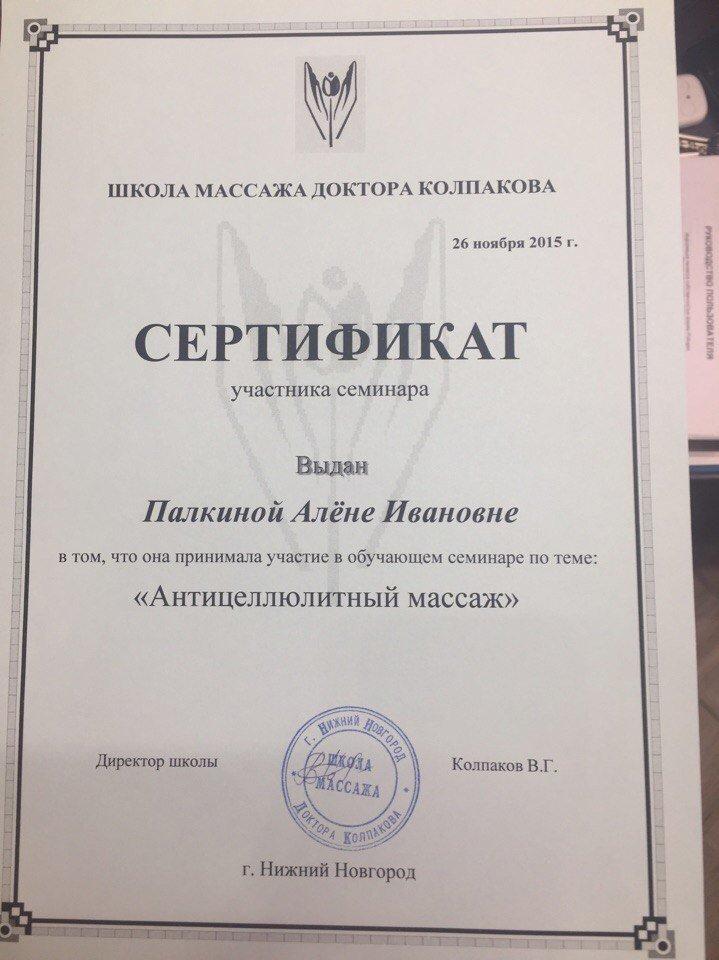 ШКОЛА МАССАЖА ДОКТОРА КОЛПАКОВА
26 ноября 2015 г.
СЕРТИФИКАТ
участника семинара
Выдан
Палкиной Алёне Ивановне
в том, что она принимала участие в обучающем семинаре по теме:
«Антицеллюлитный массаж»
Директор школы
Г. НИЖНИЙ НОВГОРОД
ШКОЛА
МАССАЖА
ДОКТОРА КОЛПАКОВА
Колпаков В.Г.
г. Нижний Новгород
РУКОВОДСТВО ПОЛЬЗОВАТЕЛЯ